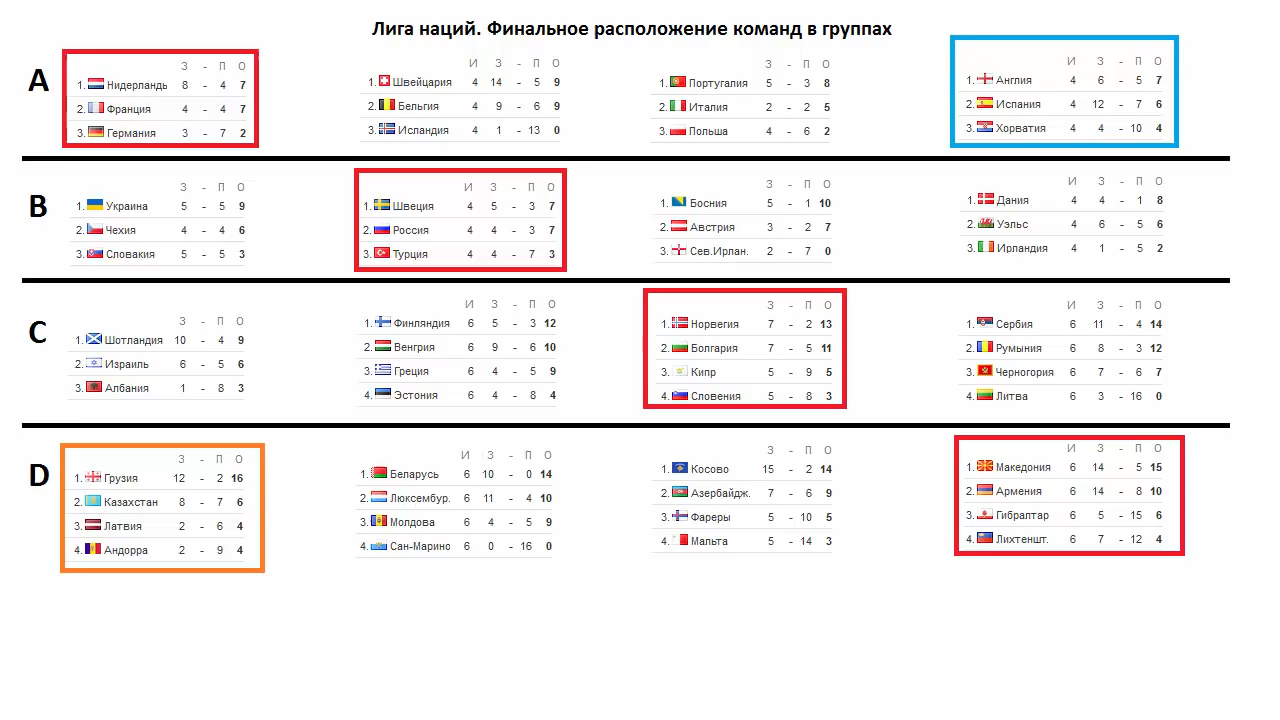 Лига наций. Финальное расположение команд в группах
A
З - П О
1. Нидерландь 8 - 4 7
2. Франция 4 - 4 7
3. Германия 3 - 7 2
И З - П О
1. Швейцария 4 14 - 5 9
2. Бельгия 4 9 - 6 9
3. Исландия 4 1 - 13 0
З - П О
1. Португалия 5 - 3 8
2. Италия 2 - 2 5
3. Польша 4 - 6 2
И З - П О
1. Англия 4 6 - 5 7
2. Испания 4 12 - 7 6
3. Хорватия 4 4 - 10 4
B
З - П О
1. Украина 5 - 5 9
2. Чехия 4 - 4 6
3. Словакия 5 - 5 3
И З - П О
1. Швеция 4 5 - 3 7
2. Россия 4 4 - 3 7
3. Турция 4 4 - 7 3
З - П О
1. Босния 5 - 1 10
2. Австрия 3 - 2 7
3. Сев.Ирлан. 2 - 7 0
И З - П О
1. Дания 4 4 - 1 8
2. Уэльс 4 6 - 5 6
3. Ирландия 4 1 - 5 2
C
З - П О
1. Шотландия 10 - 4 9
2. Израиль 6 - 5 6
3. Албания 1 - 8 3
И З - П О
1. Финляндия 6 5 - 3 12
2. Венгрия 6 9 - 6 10
3. Греция 6 4 - 5 9
4. Эстония 6 4 - 8 4
З - П О
1. Норвегия 7 - 2 13
2. Болгария 7 - 5 11
3. Кипр 5 - 9 5
4. Словения 5 - 8 3
И З - П О
1. Сербия 6 11 - 4 14
2. Румыния 6 8 - 3 12
3. Черногория 6 7 - 6 7
4. Литва 6 3 - 16 0
D
З - П О
1. Грузия 12 - 2 16
2. Казахстан 8 - 7 6
3. Латвия 2 - 6 4
4. Андорра 2 - 9 4
И З - П О
1. Беларусь 6 10 - 0 14
2. Люксембур. 6 11 - 4 10
3. Молдова 6 4 - 5 9
4. Сан-Марино 6 0 - 16 0
З - П О
1. Косово 15 - 2 14
2. Азербайдж. 7 - 6 9
3. Фареры 5 - 10 5
4. Мальта 5 - 14 3
И З - П О
1. Македония 6 14 - 5 15
2. Армения 6 14 - 8 10
3. Гибралтар 6 5 - 15 6
4. Лихтеншт. 6 7 - 12 4